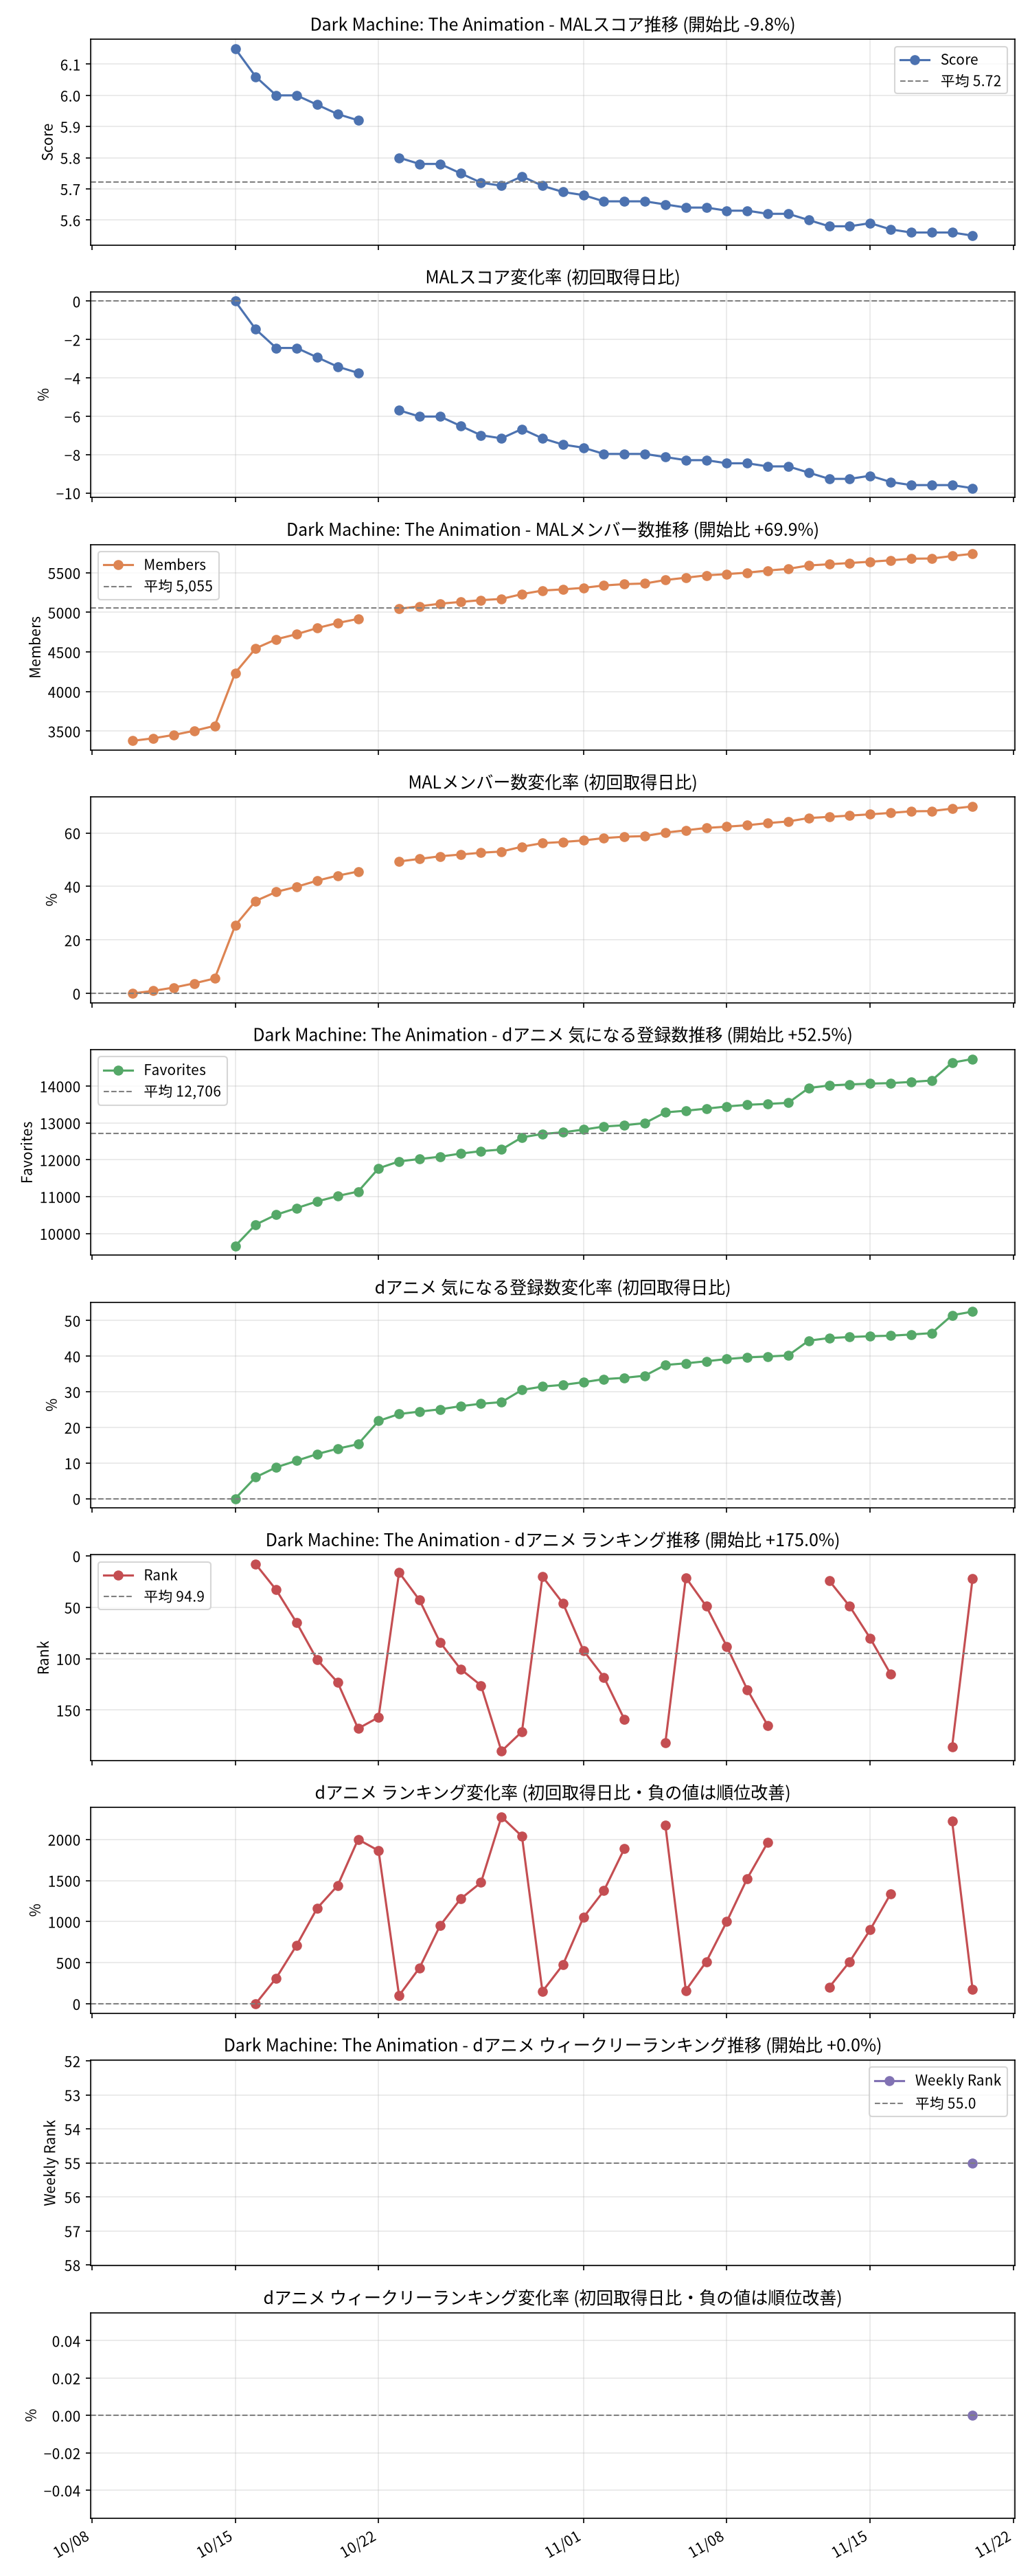 Dark Machine: The Animation - MALスコア推移 (開始比 -9.8%)
Score
平均 5.72
6.1
6.0
5.9
5.8
5.7
5.6
Score
MALスコア変化率 (初回取得日比)
0
−2
−4
−6
−8
−10
%
Dark Machine: The Animation - MALメンバー数推移 (開始比 +69.9%)
Members
平均 5,055
5500
5000
4500
4000
3500
Members
MALメンバー数変化率 (初回取得日比)
60
40
20
0
%
Dark Machine: The Animation - dアニメ 気になる登録数推移 (開始比 +52.5%)
Favorites
平均 12,706
14000
13000
12000
11000
10000
Favorites
dアニメ 気になる登録数変化率 (初回取得日比)
50
40
30
20
10
0
%
Dark Machine: The Animation - dアニメ ランキング推移 (開始比 +175.0%)
Rank
平均 94.9
0
50
100
150
Rank
dアニメ ランキング変化率 (初回取得日比・負の値は順位改善)
2000
1500
1000
500
0
%
Dark Machine: The Animation - dアニメ ウィークリーランキング推移 (開始比 +0.0%)
Weekly Rank
平均 55.0
52
53
54
55
56
57
58
Weekly Rank
dアニメ ウィークリーランキング変化率 (初回取得日比・負の値は順位改善)
0.04
0.02
0.00
−0.02
−0.04
%
10/08
10/15
10/22
11/01
11/08
11/15
11/22